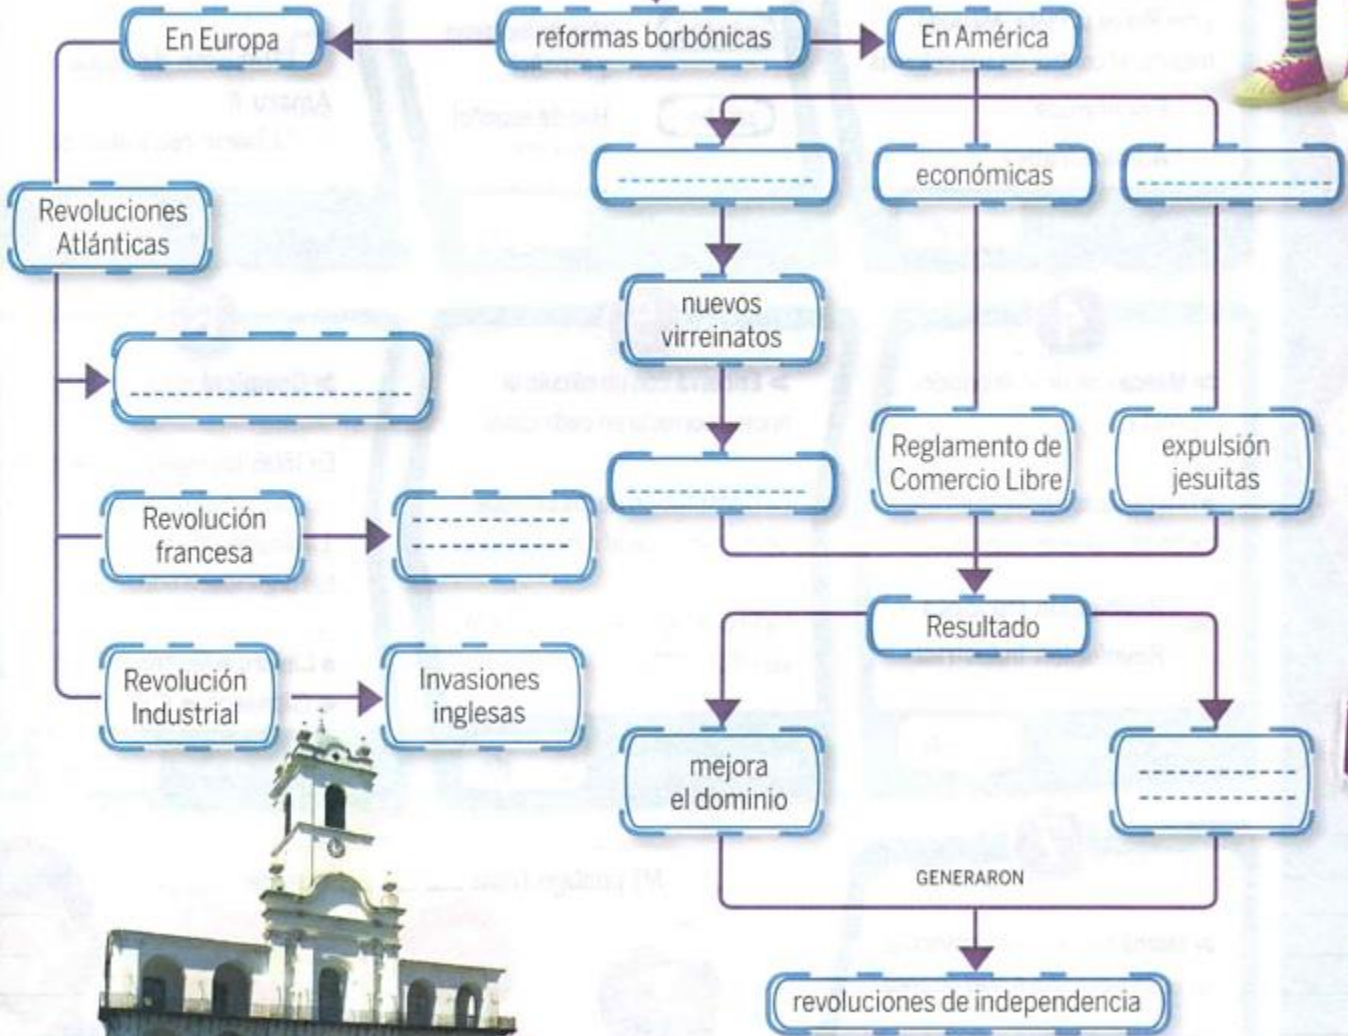 En Europa
reformas borbónicas
En América
económicas
Revoluciones
Atlánticas
nuevos
virreinatos
Reglamento de
Comercio Libre
expulsión
jesuitas
Revolución
francesa
Resultado
Revolución
Industrial
Invasiones
inglesas
mejora
el dominio
GENERARON
revoluciones de independencia